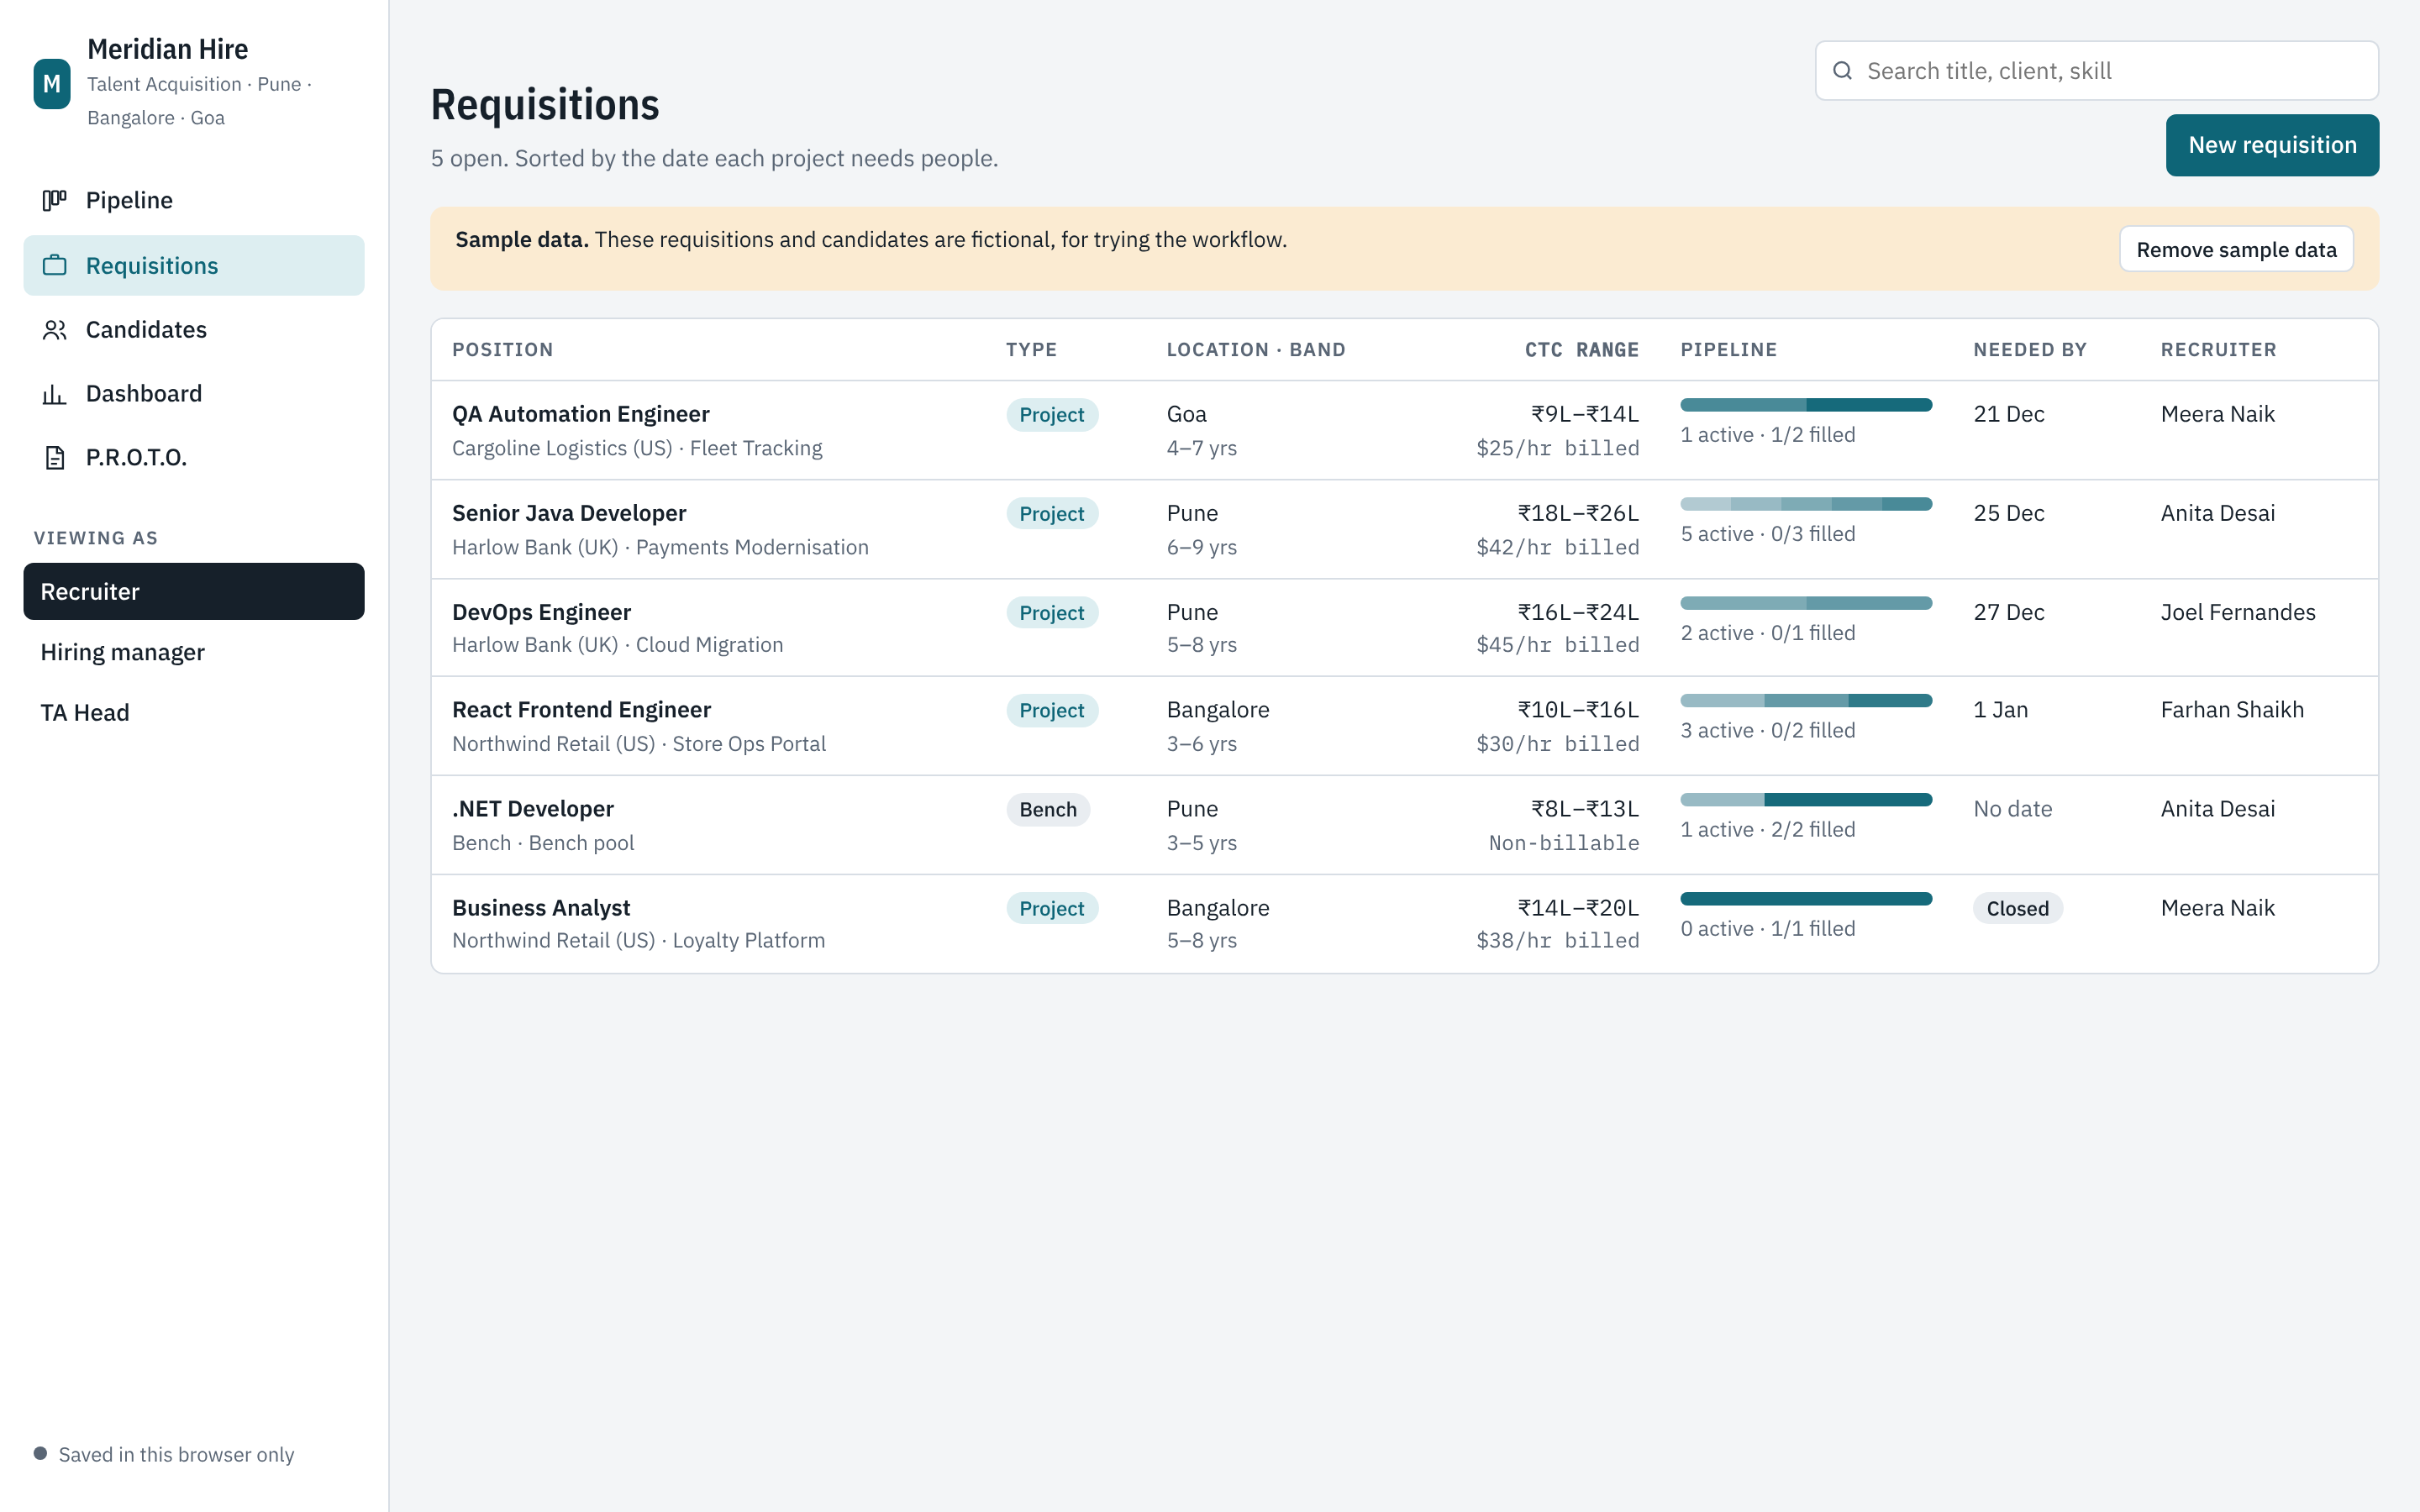 M
Meridian Hire
Talent Acquisition · Pune ·
Bangalore · Goa
Pipeline
Requisitions
Candidates
Dashboard
P.R.O.T.O.
VIEWING AS
Recruiter
Hiring manager
TA Head
Saved in this browser only
Requisitions
5 open. Sorted by the date each project needs people.
Search title, client, skill
New requisition
Sample data. These requisitions and candidates are fictional, for trying the workflow.
Remove sample data
POSITION TYPE LOCATION · BAND CTC RANGE PIPELINE NEEDED BY RECRUITER
QA Automation Engineer Project Goa ₹9L–₹14L 21 Dec Meera Naik
Cargoline Logistics (US) · Fleet Tracking 4–7 yrs $25/hr billed 1 active · 1/2 filled
Senior Java Developer Project Pune ₹18L–₹26L 25 Dec Anita Desai
Harlow Bank (UK) · Payments Modernisation 6–9 yrs $42/hr billed 5 active · 0/3 filled
DevOps Engineer Project Pune ₹16L–₹24L 27 Dec Joel Fernandes
Harlow Bank (UK) · Cloud Migration 5–8 yrs $45/hr billed 2 active · 0/1 filled
React Frontend Engineer Project Bangalore ₹10L–₹16L 1 Jan Farhan Shaikh
Northwind Retail (US) · Store Ops Portal 3–6 yrs $30/hr billed 3 active · 0/2 filled
.NET Developer Bench Pune ₹8L–₹13L No date Anita Desai
Bench · Bench pool 3–5 yrs Non-billable 1 active · 2/2 filled
Business Analyst Project Bangalore ₹14L–₹20L Closed Meera Naik
Northwind Retail (US) · Loyalty Platform 5–8 yrs $38/hr billed 0 active · 1/1 filled